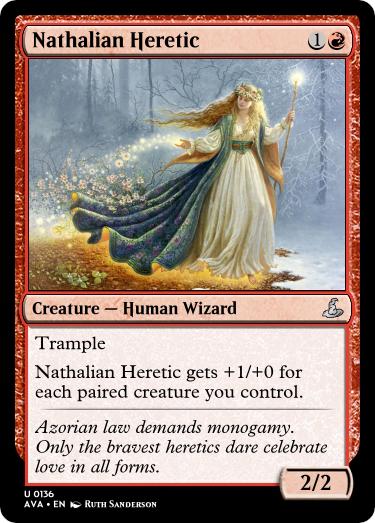 Nathalian Heretic 1
Creature — Human Wizard
Trample
Nathalian Heretic gets +1/+0 for
each paired creature you control.
Azorian law demands monogamy.
Only the bravest heretics dare celebrate
love in all forms.
2/2
U 0136
AVA • EN Ruth Sanderson